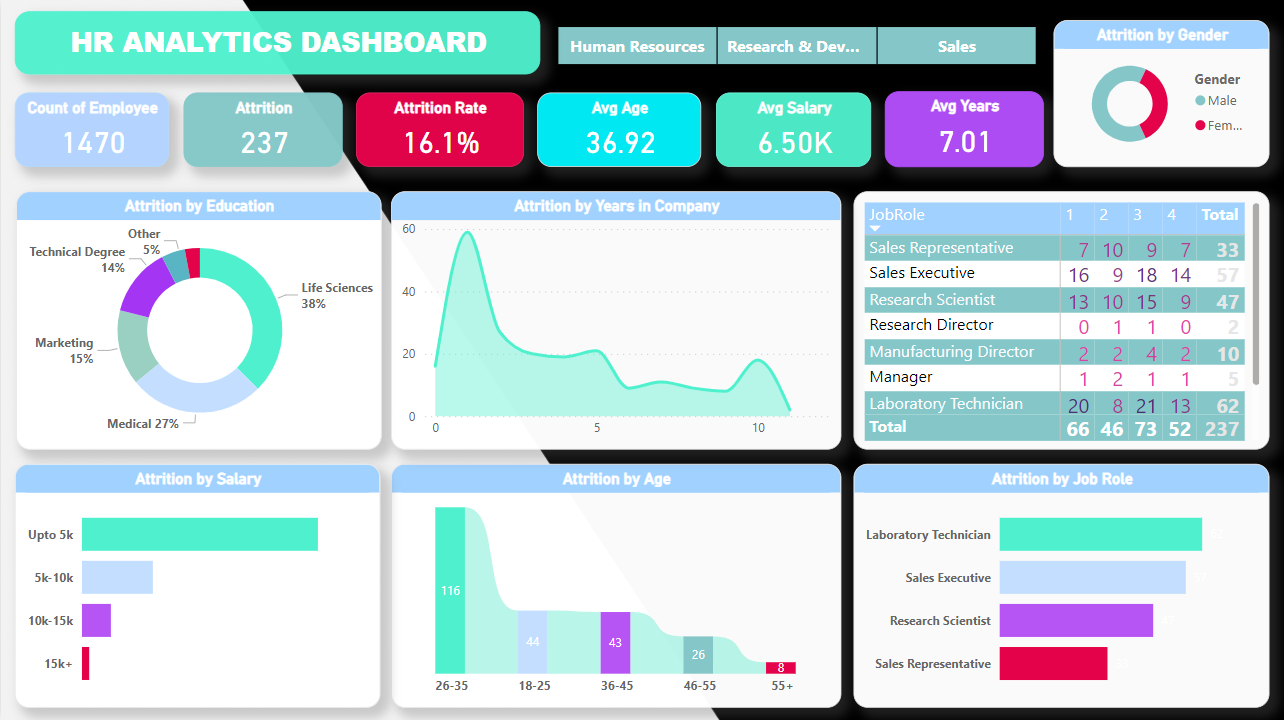 HR ANALYTICS DASHBOARD
Human Resources
Research & Dev...
Sales
Attrition by Gender
Gender
Male
Fem...
Count of Employee
1470
Attrition
237
Attrition Rate
16.1%
Avg Age
36.92
Avg Salary
6.50K
Avg Years
7.01
Attrition by Education
Other
5%
Technical Degree
14%
Life Sciences
38%
Marketing
15%
Medical 27%
Attrition by Years in Company
60
40
20
0
0 5 10
JobRole 1 2 3 4 Total
Sales Representative 7 10 9 7 33
Sales Executive 16 9 18 14 57
Research Scientist 13 10 15 9 47
Research Director 0 1 1 0 2
Manufacturing Director 2 2 4 2 10
Manager 1 2 1 1 5
Laboratory Technician 20 8 21 13 62
Total 66 46 73 52 237
Attrition by Salary
Upto 5k
5k-10k
10k-15k
15k+
Attrition by Age
116
44
43
26
8
26-35 18-25 36-45 46-55 55+
Attrition by Job Role
Laboratory Technician
Sales Executive
Research Scientist
Sales Representative